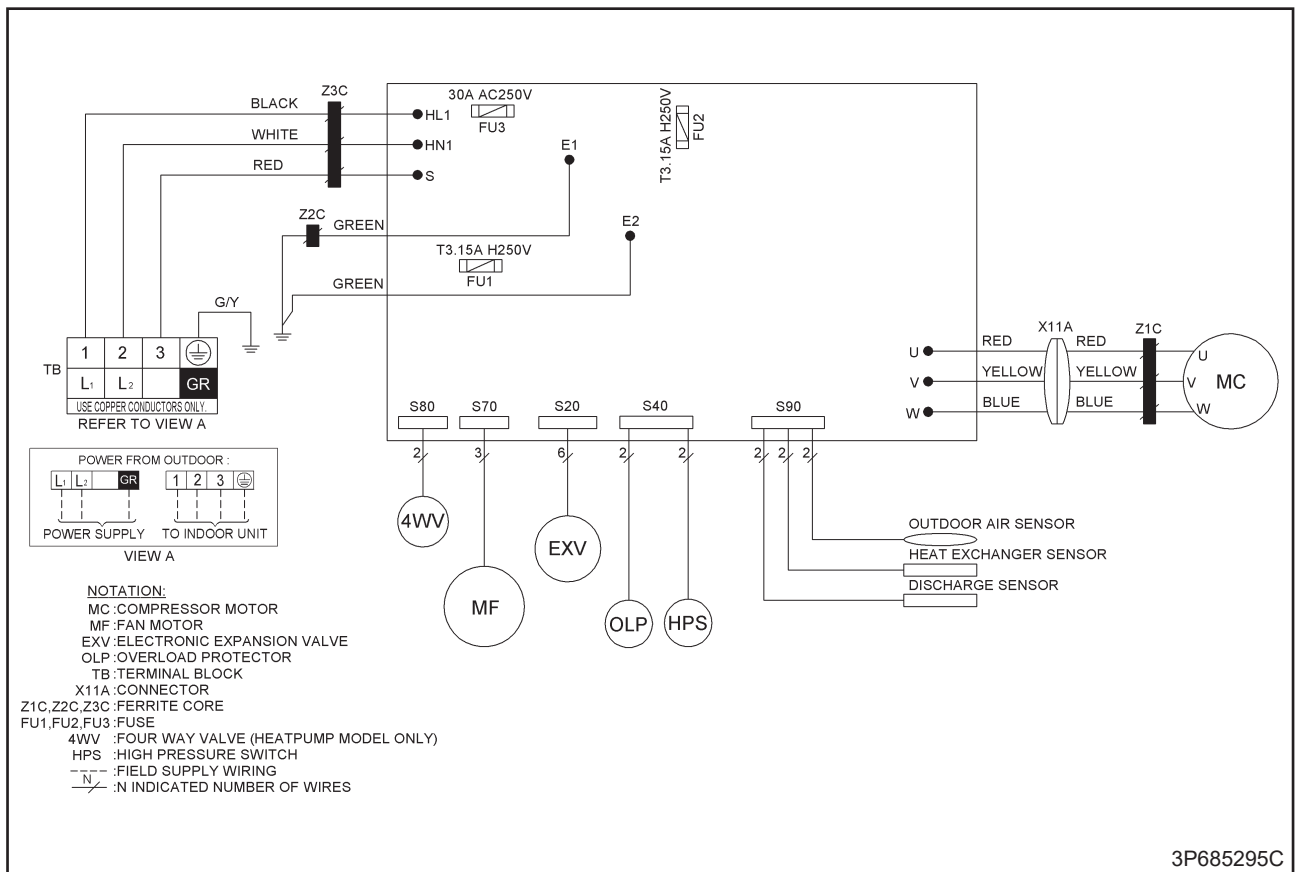 Z3C
BLACK
WHITE
RED
HL1
HN1
S
30A AC250V
FU3
T3.15A H250V
FU2
E1
E2
Z2C
GREEN
T3.15A H250V
FU1
GREEN
G/Y
TB
1 2 3
L1 L2 GR
USE COPPER CONDUCTORS ONLY.
REFER TO VIEW A
POWER FROM OUTDOOR :
L1 L2 GR 1 2 3
POWER SUPPLY TO INDOOR UNIT
VIEW A
U
V
W
RED
YELLOW
BLUE
X11A
RED
YELLOW
BLUE
Z1C
U
V
W
MC
S80 S70 S20 S40 S90
2 3 6 2 2 2 2 2
4WV
MF
EXV
OLP
HPS
OUTDOOR AIR SENSOR
HEAT EXCHANGER SENSOR
DISCHARGE SENSOR
NOTATION:
MC :COMPRESSOR MOTOR
MF :FAN MOTOR
EXV :ELECTRONIC EXPANSION VALVE
OLP :OVERLOAD PROTECTOR
TB :TERMINAL BLOCK
X11A :CONNECTOR
Z1C,Z2C,Z3C :FERRITE CORE
FU1,FU2,FU3 :FUSE
4WV :FOUR WAY VALVE (HEATPUMP MODEL ONLY)
HPS :HIGH PRESSURE SWITCH
---- :FIELD SUPPLY WIRING
N :N INDICATED NUMBER OF WIRES
3P685295C